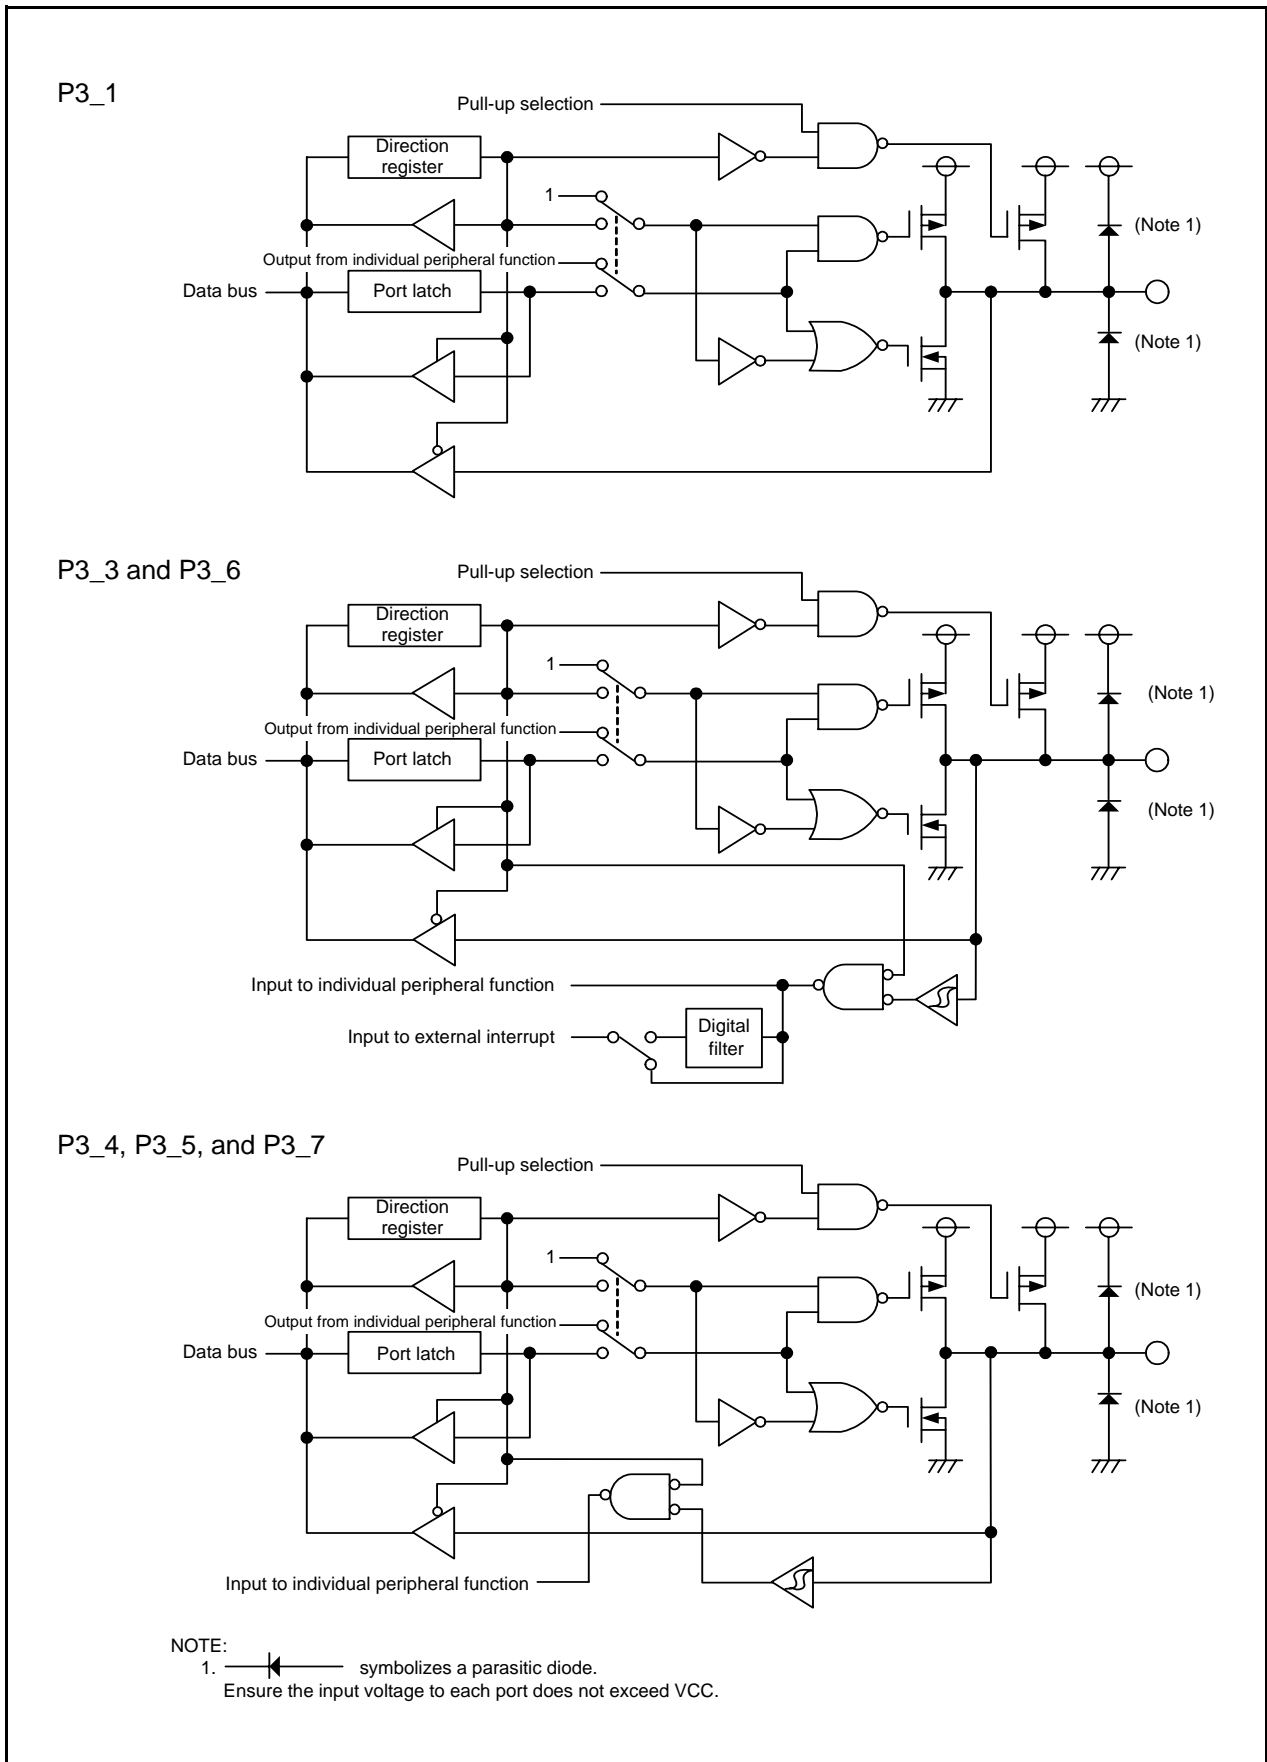 P3_1
Pull-up selection
Direction
register
1
(Note 1)
Output from individual peripheral function
Data bus
Port latch
(Note 1)
P3_3 and P3_6
Pull-up selection
Direction
register
1
(Note 1)
Output from individual peripheral function
Data bus
Port latch
(Note 1)
Input to individual peripheral function
Input to external interrupt
Digital
filter
P3_4, P3_5, and P3_7
Pull-up selection
Direction
register
1
(Note 1)
Output from individual peripheral function
Data bus
Port latch
(Note 1)
Input to individual peripheral function
NOTE:
1. symbolizes a parasitic diode.
Ensure the input voltage to each port does not exceed VCC.